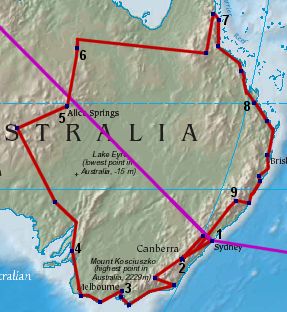 7
6
8
5
Alice Springs
STRALIA
Lake Eyre
(lowest point in
Australia, -15 m)
Brisb
9
1
Canberra
Sydney
4
Mount Kosciuszko
2
(highest point in
Australia, 2229m)
Melbourne
3
tralian